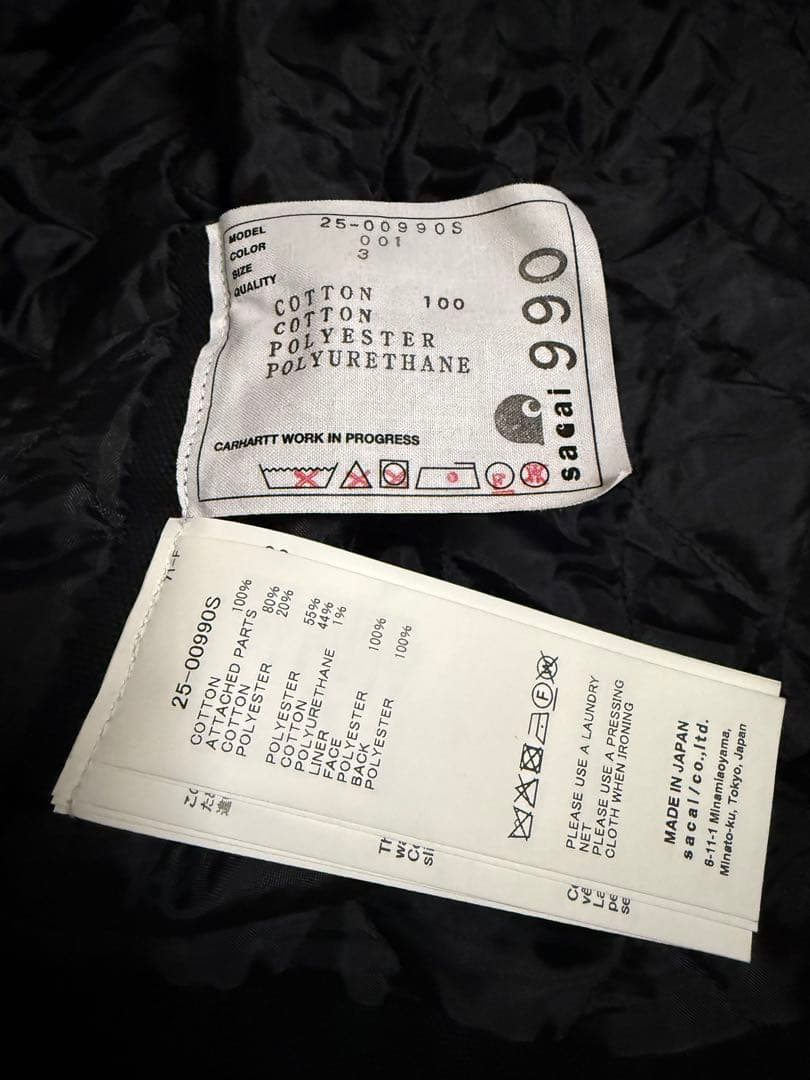 MODEL 25-00990S
COLOR 001
SIZE 3
QUALITY
COTTON 100
COTTON
POLYESTER
POLYURETHANE
CARHARTT WORK IN PROGRESS
sacai 990
25-00990S
COTTON 100%
ATTACHED PARTS
COTTON 80%
POLYESTER 20%
POLYESTER 55%
COTTON 44%
POLYURETHANE 1%
LINER
FACE
POLYESTER 100%
BACK
POLYESTER 100%
PLEASE USE A LAUNDRY
NET
PLEASE USE A PRESSING
CLOTH WHEN IRONING
MADE IN JAPAN
sacai/co.,ltd.
6-11-1 Minamiaoyama,
Minato-ku, Tokyo, Japan